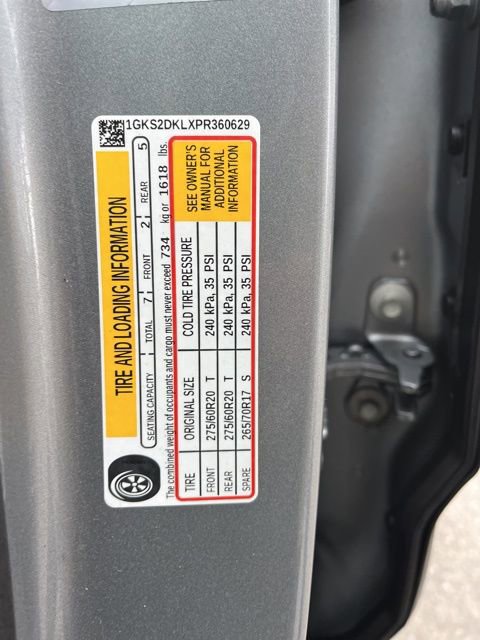 1GKS2DKLXPR360629
TIRE AND LOADING INFORMATION
SEATING CAPACITY | TOTAL 7 | FRONT 2 | REAR 5
The combined weight of occupants and cargo must never exceed 734 kg or 1618 lbs.
TIRE ORIGINAL SIZE COLD TIRE PRESSURE
FRONT 275/60R20 T 240 kPa, 35 PSI
REAR 275/60R20 T 240 kPa, 35 PSI
SPARE 265/70R17 S 240 kPa, 35 PSI
SEE OWNER'S
MANUAL FOR
ADDITIONAL
INFORMATION